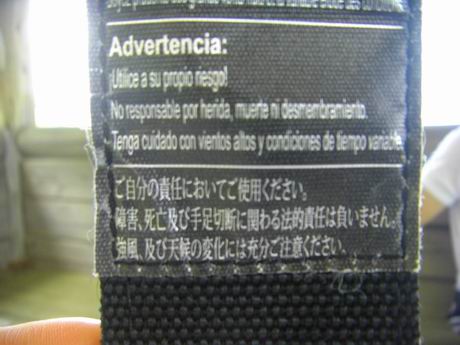 Advertencia:
¡Utilice a su propio riesgo!
No responsable por herida, muerte ni desmembramiento.
Tenga cuidado con vientos altos y condiciones de tiempo variable.
ご自分の責任においてご使用ください。
障害、死亡及び手足切断に関わる法的責任は負いません。
強風、及び天候の変化には充分ご注意ください.